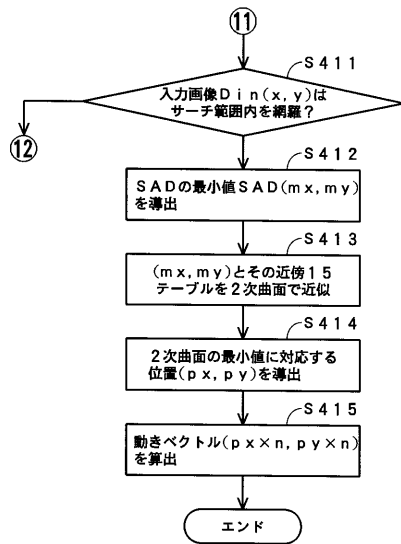 11
S411
入力画像Din(x,y)は
サーチ範囲内を網羅?
12
S412
SADの最小値SAD(mx,my)
を導出
S413
(mx,my)とその近傍15
テーブルを2次曲面で近似
S414
2次曲面の最小値に対応する
位置(px,py)を導出
S415
動きベクトル(px×n,py×n)
を算出
エンド